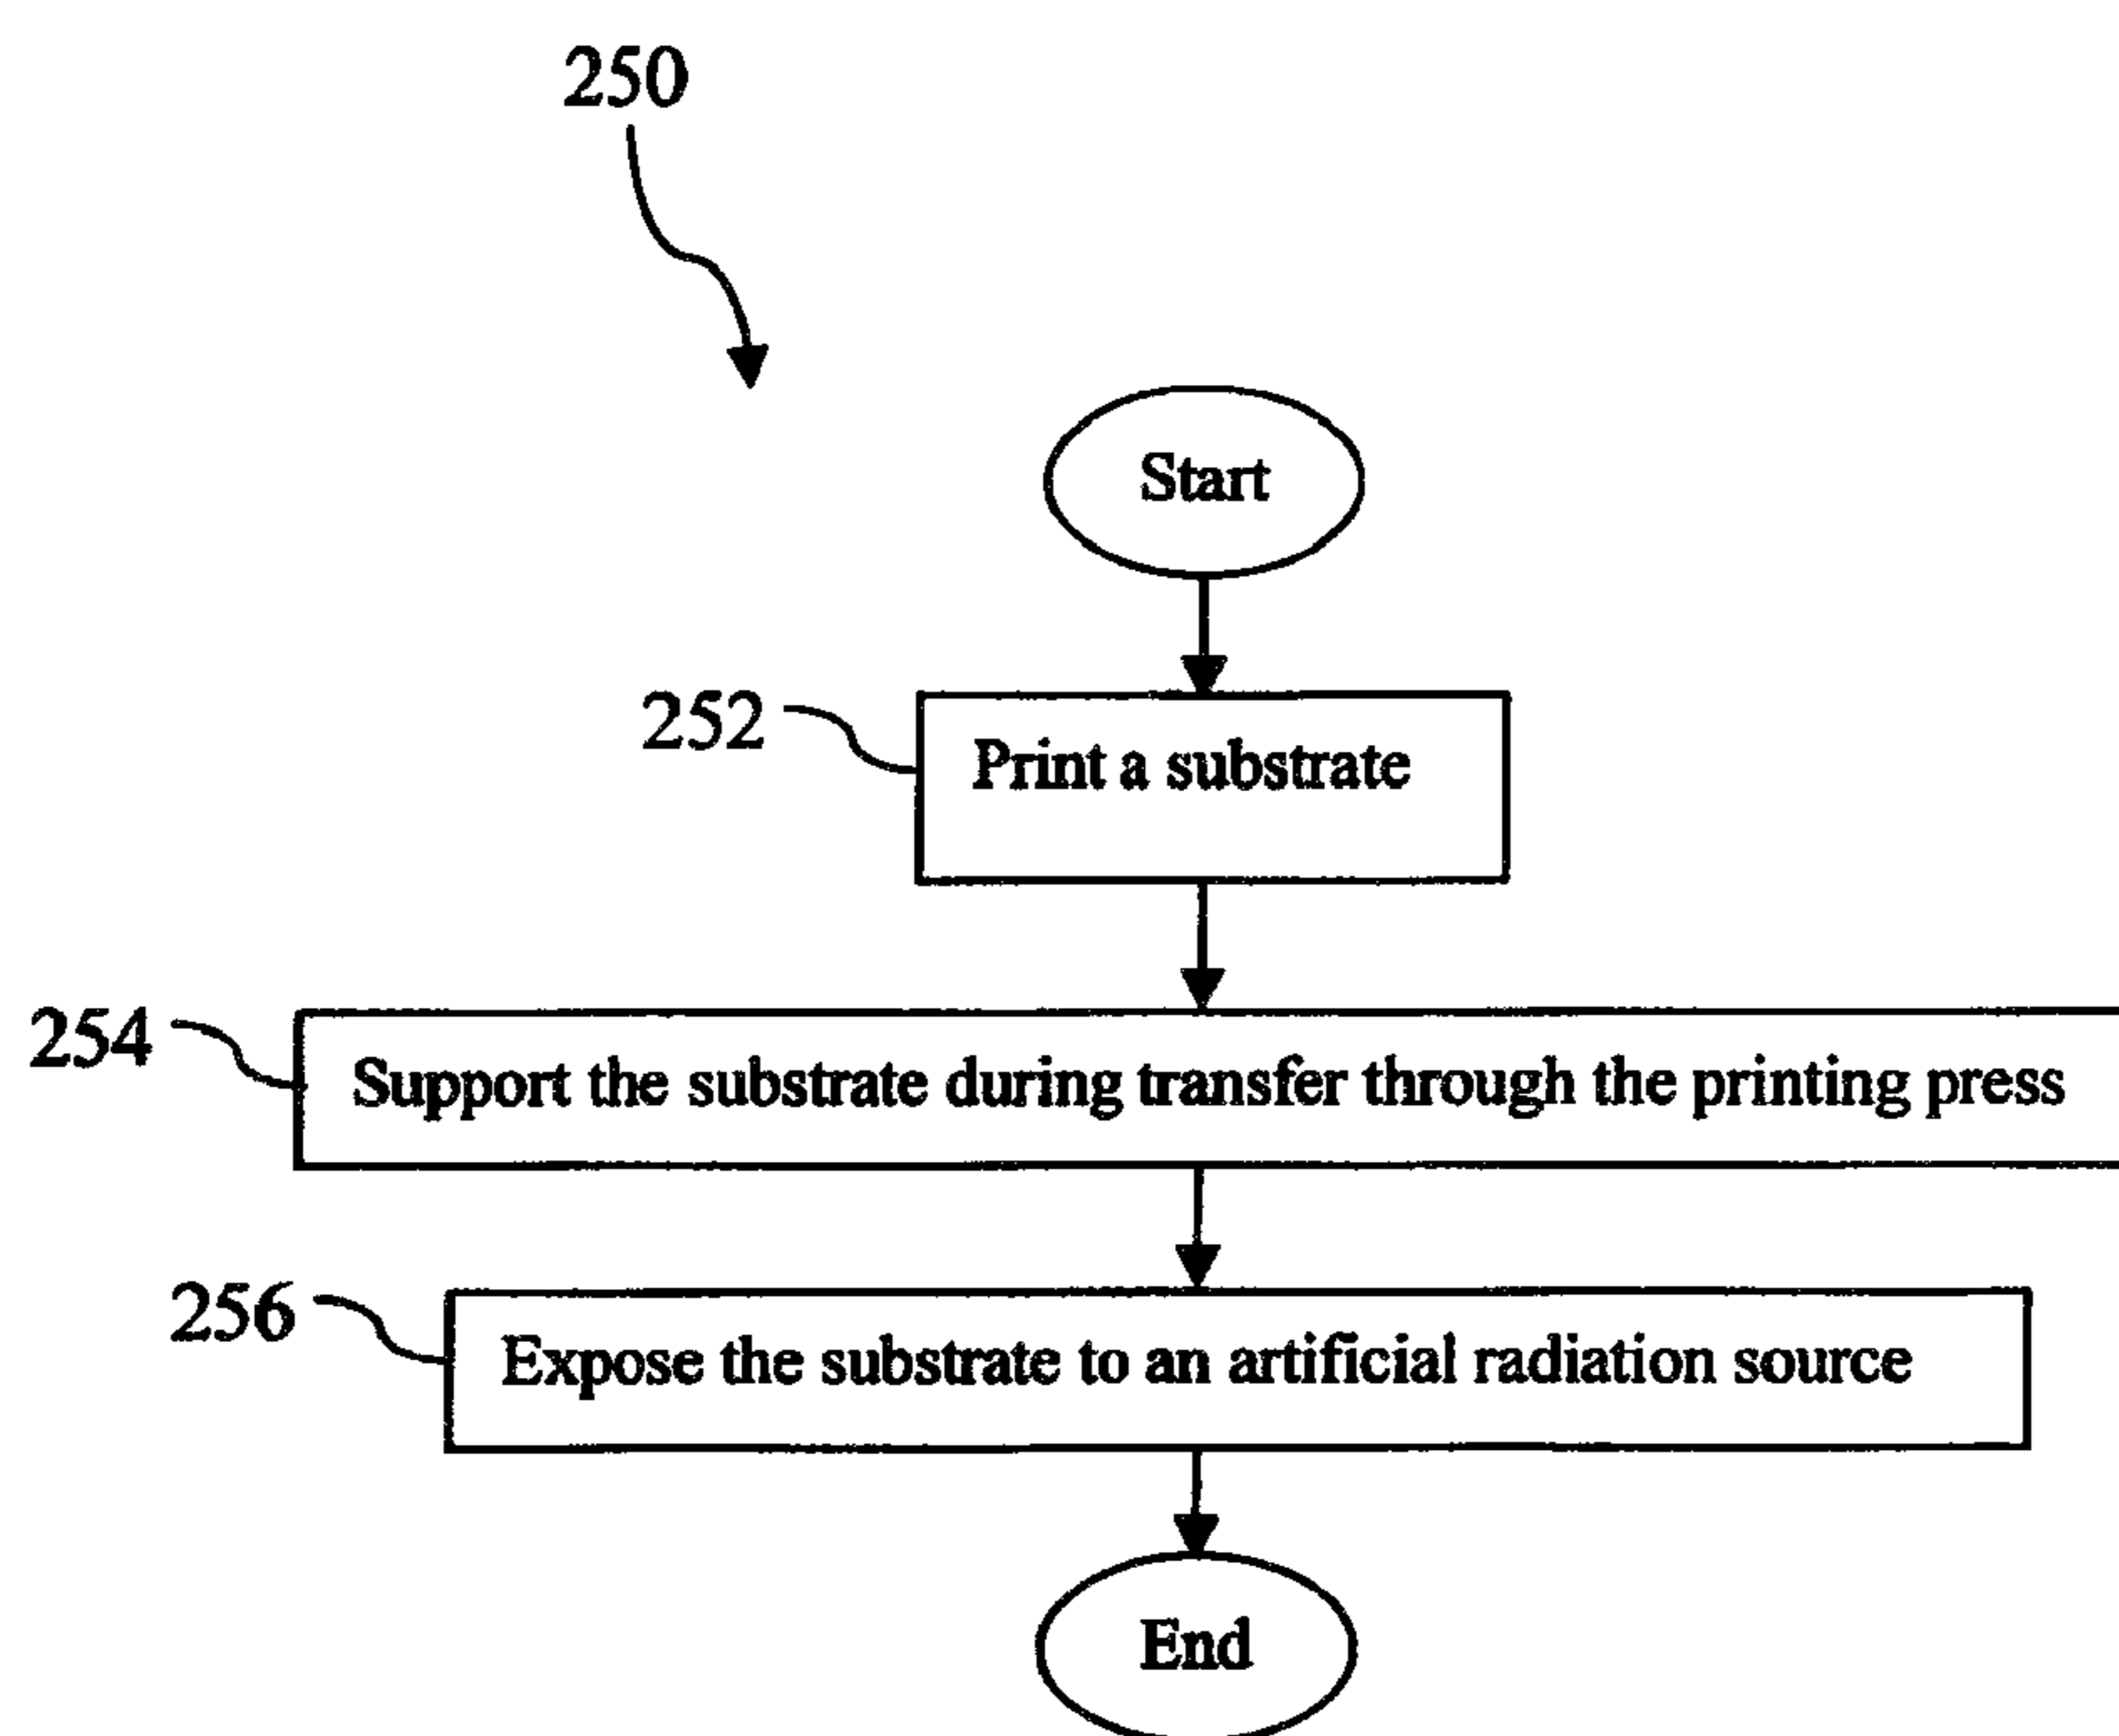 250
Start
252
Print a substrate
254
Support the substrate during transfer through the printing press
256
Expose the substrate to an artificial radiation source
End